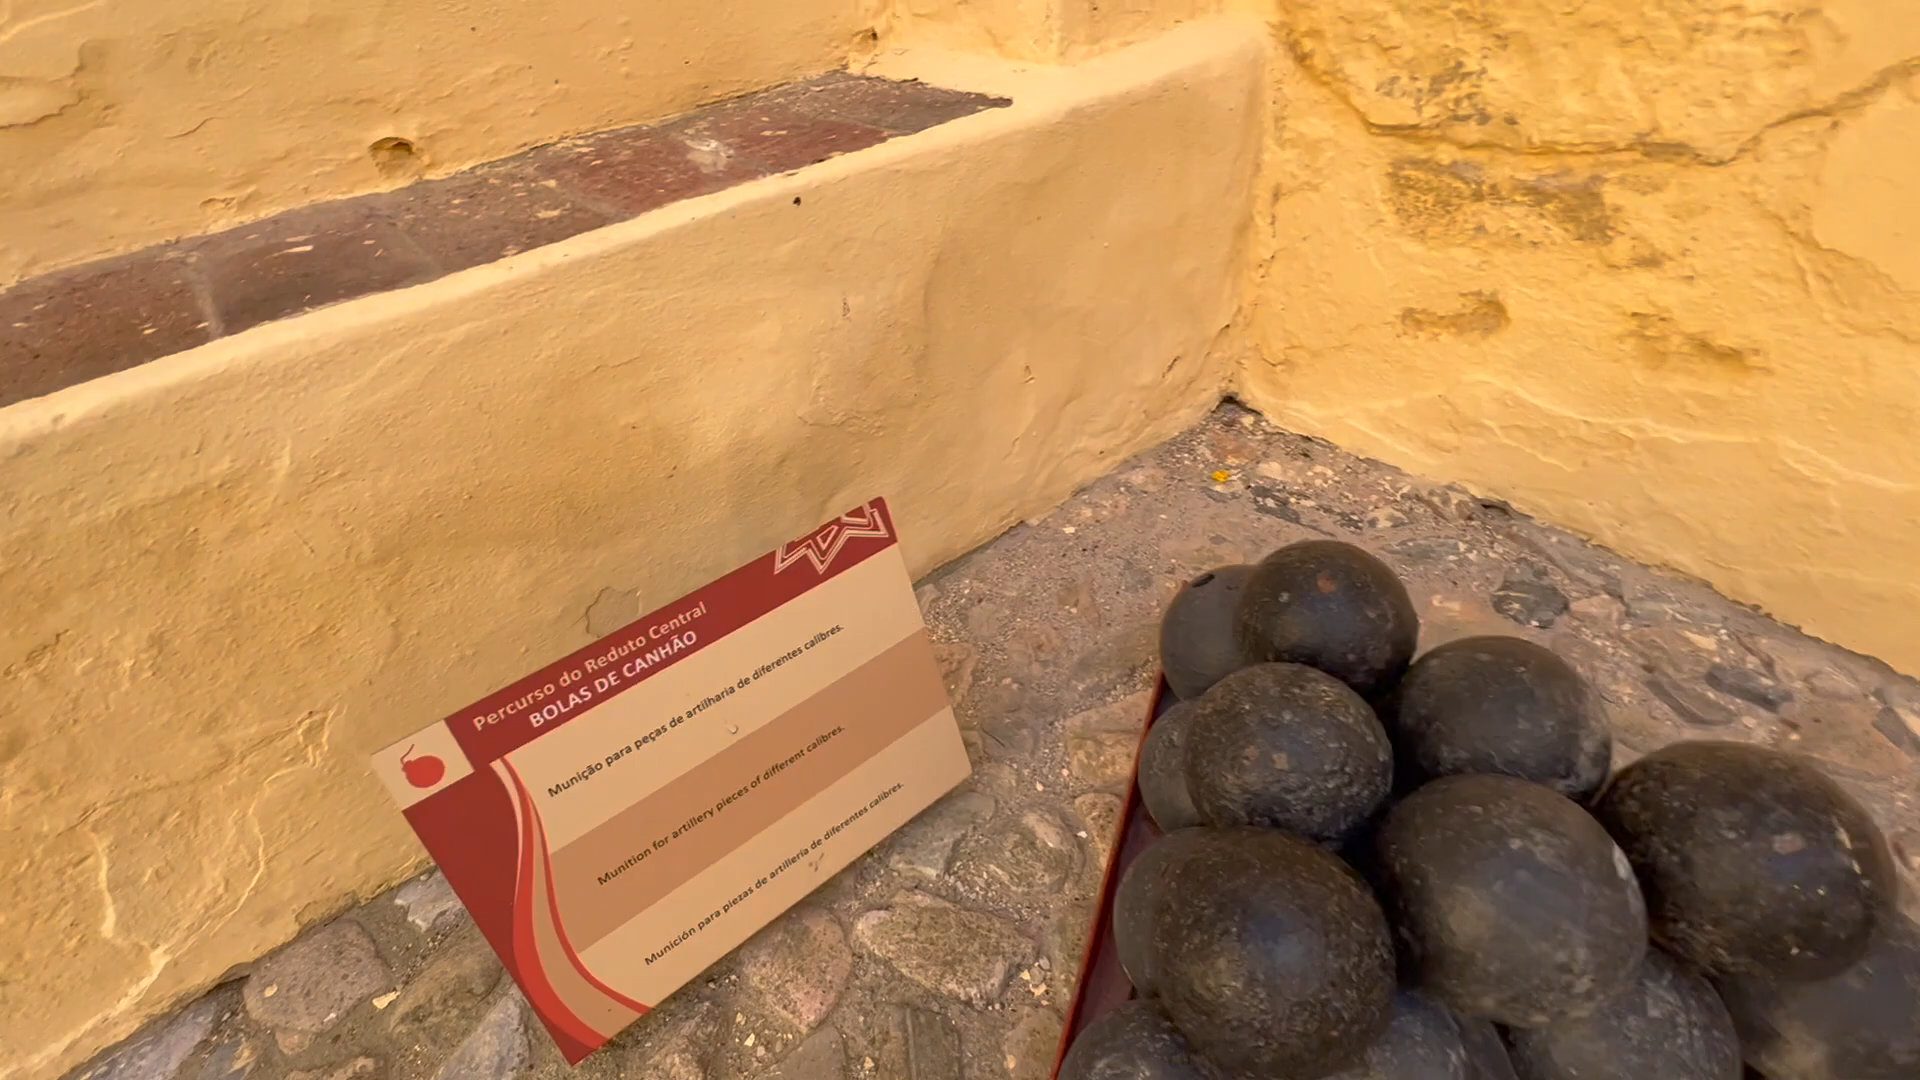 Percurso do Reduto Central
BOLAS DE CANHÃO
Munição para peças de artilharia de diferentes calibres.
Munition for artillery pieces of different calibres.
Munición para piezas de artillería de diferentes calibres.